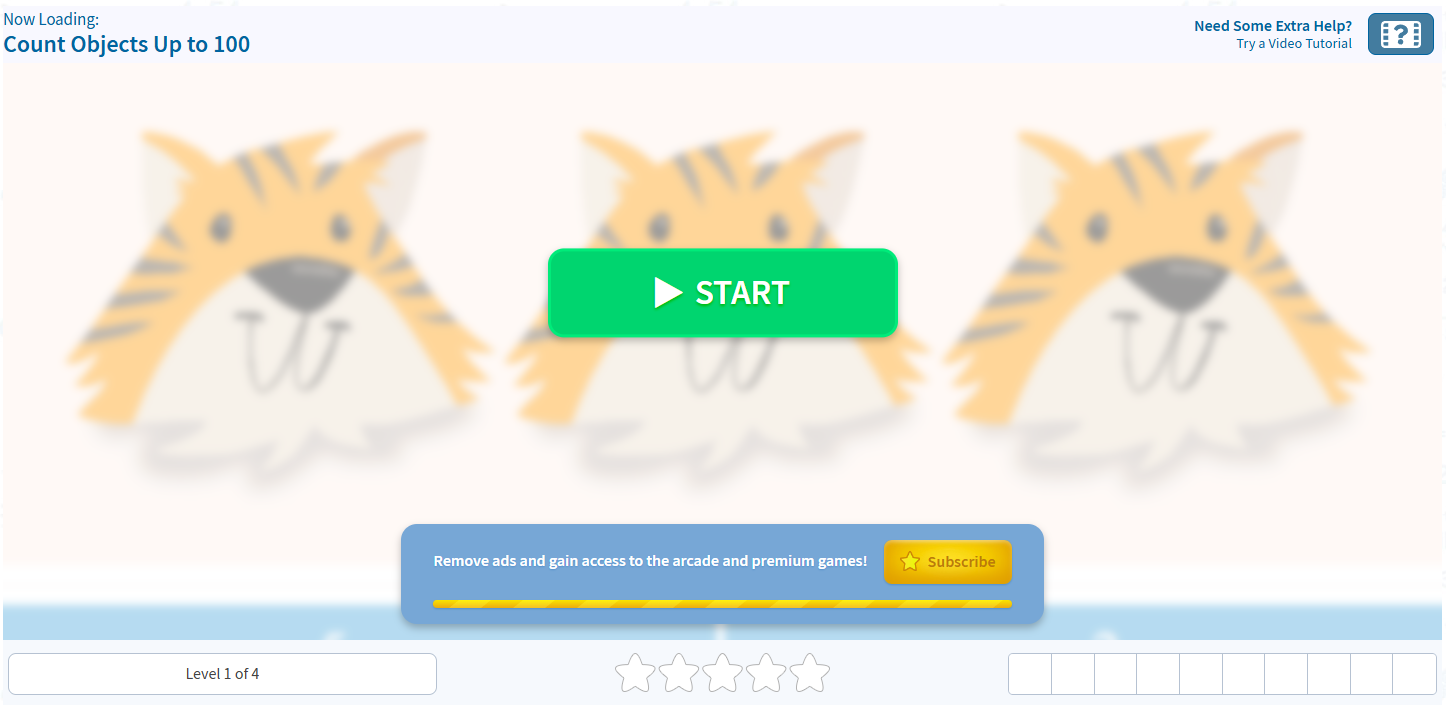 Now Loading:
Count Objects Up to 100
Need Some Extra Help?
Try a Video Tutorial
?
START
Remove ads and gain access to the arcade and premium games!
Subscribe
Level 1 of 4